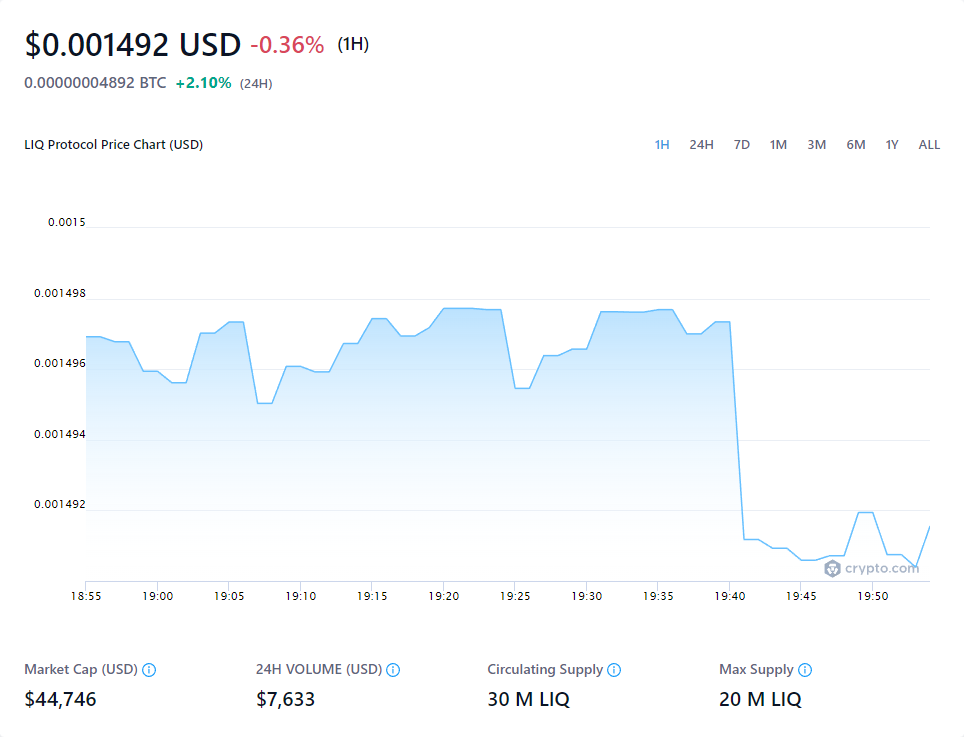 $0.001492 USD -0.36% (1H)
0.00000004892 BTC +2.10% (24H)
LIQ Protocol Price Chart (USD) 1H 24H 7D 1M 3M 6M 1Y ALL
0.0015
0.001498
0.001496
0.001494
0.001492
crypto.com
18:55 19:00 19:05 19:10 19:15 19:20 19:25 19:30 19:35 19:40 19:45 19:50
Market Cap (USD) 24H VOLUME (USD) Circulating Supply Max Supply
$44,746 $7,633 30 M LIQ 20 M LIQ